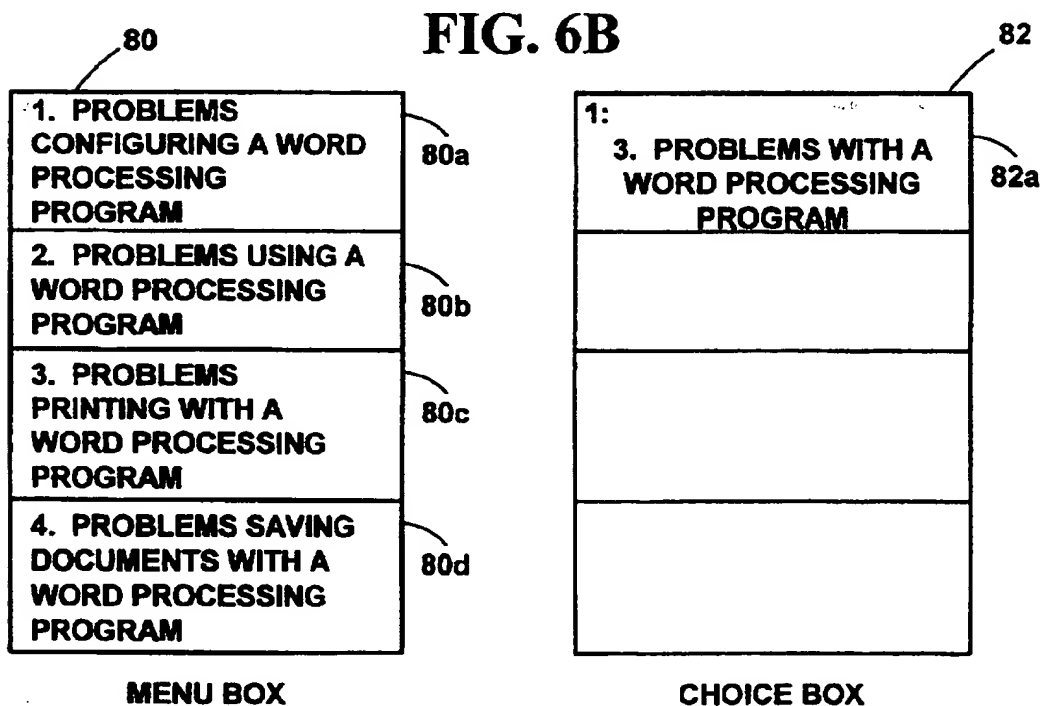 FIG. 6B
80
1. PROBLEMS
CONFIGURING A WORD
PROCESSING
PROGRAM
80a
2. PROBLEMS USING A
WORD PROCESSING
PROGRAM
80b
3. PROBLEMS
PRINTING WITH A
WORD PROCESSING
PROGRAM
80c
4. PROBLEMS SAVING
DOCUMENTS WITH A
WORD PROCESSING
PROGRAM
80d
MENU BOX
82
1:
3. PROBLEMS WITH A
WORD PROCESSING
PROGRAM
82a
CHOICE BOX